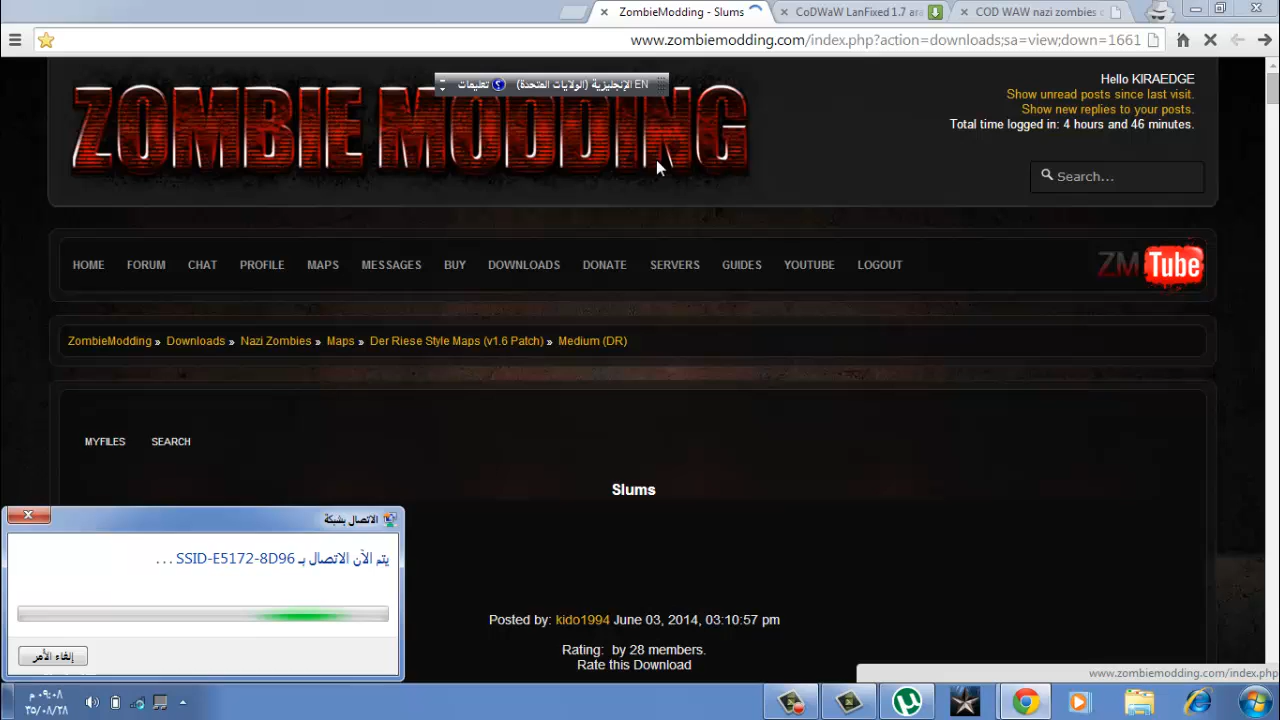 ZombieModding - Slums
CoDWaW LanFixed 1.7 ara
COD WAW nazi zombies c
www.zombiemodding.com/index.php?action=downloads;sa=view;down=1661
ZOMBIE MODDING
EN الإنجليزية (الولايات المتحدة)
تعليمات
Hello KIRAEDGE
Show unread posts since last visit.
Show new replies to your posts.
Total time logged in: 4 hours and 46 minutes.
Search...
HOME FORUM CHAT PROFILE MAPS MESSAGES BUY DOWNLOADS DONATE SERVERS GUIDES YOUTUBE LOGOUT
ZM Tube
ZombieModding » Downloads » Nazi Zombies » Maps » Der Riese Style Maps (v1.6 Patch) » Medium (DR)
MYFILES SEARCH
Slums
Posted by: kido1994 June 03, 2014, 03:10:57 pm
Rating: by 28 members.
Rate this Download
الاتصال بشبكة
يتم الآن الاتصال بـ SSID-E5172-8D96 ...
إلغاء الأمر
www.zombiemodding.com/index.php
٠٩:٠٨ م
٣٥/٠٨/٢٨